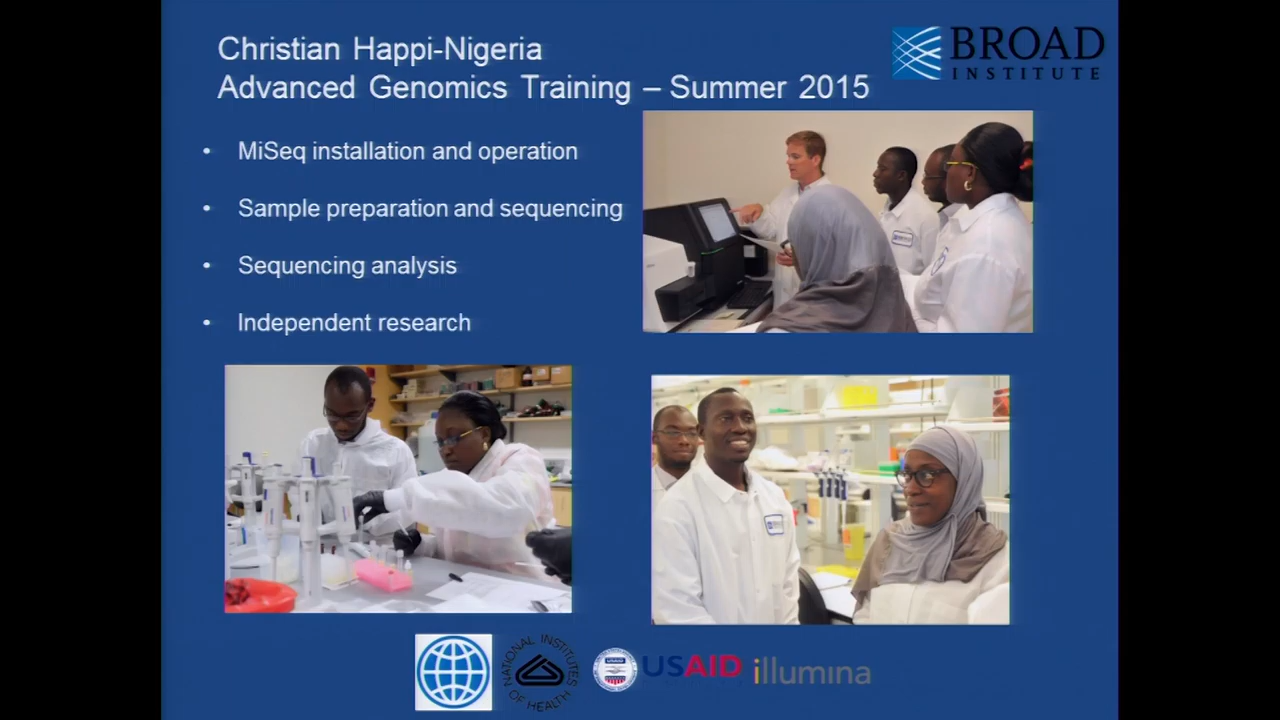 Christian Happi-Nigeria
Advanced Genomics Training – Summer 2015
BROAD
INSTITUTE
• MiSeq installation and operation
• Sample preparation and sequencing
• Sequencing analysis
• Independent research
NATIONAL INSTITUTES
OF HEALTH
USAID
illumina